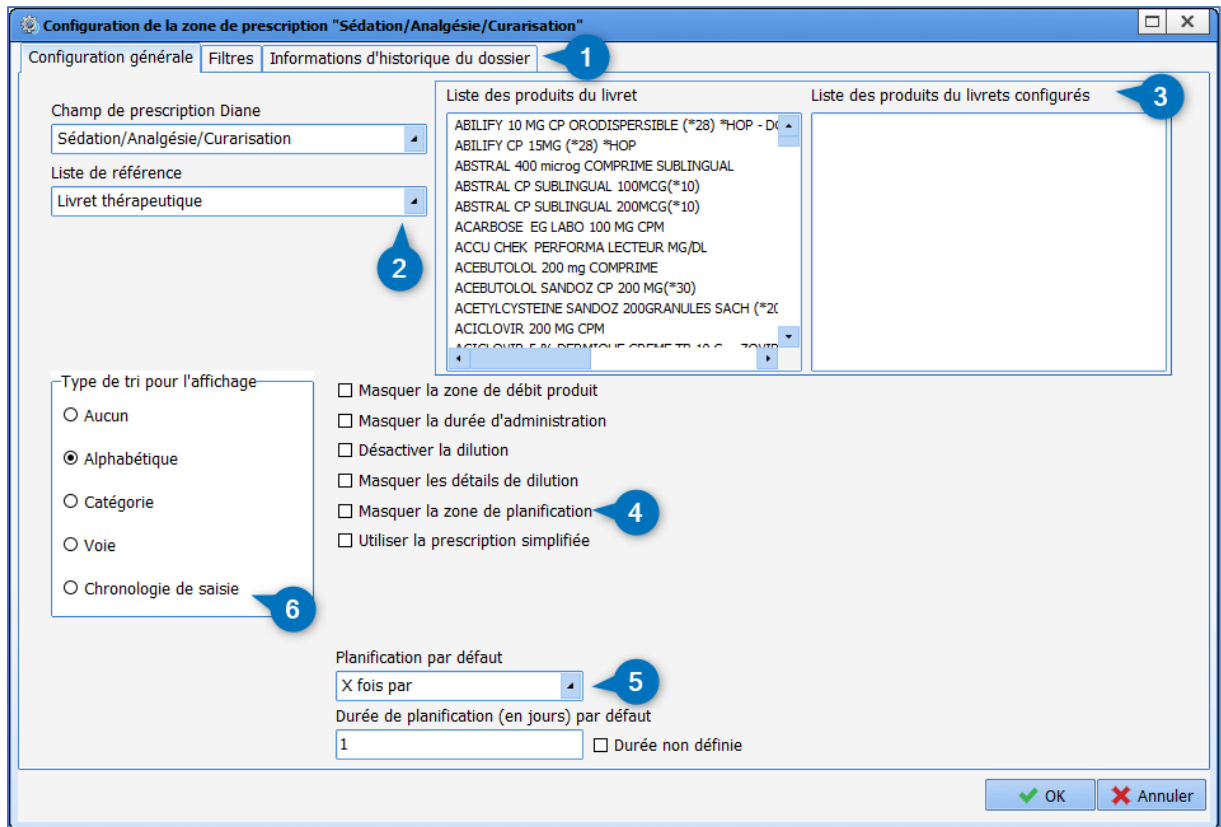 Configuration de la zone de prescription "Sédation/Analgésie/Curarisation"
Configuration générale
Filtres
Informations d'historique du dossier
1
Champ de prescription Diane
Sédation/Analgésie/Curarisation
Liste de référence
Livret thérapeutique
2
Liste des produits du livret
ABILIFY 10 MG CP ORODISPERSIBLE (*28) *HOP - DO
ABILIFY CP 15MG (*28) *HOP
ABSTRAL 400 microg COMPRIME SUBLINGUAL
ABSTRAL CP SUBLINGUAL 100MCG(*10)
ABSTRAL CP SUBLINGUAL 200MCG(*10)
ACARBOSE EG LABO 100 MG CPM
ACCU CHEK PERFORMA LECTEUR MG/DL
ACEBUTOLOL 200 mg COMPRIME
ACEBUTOLOL SANDOZ CP 200 MG(*30)
ACETYLCYSTEINE SANDOZ 200GRANULES SACH (*20
ACICLOVIR 200 MG CPM
ACICLOVIR 5 % DERMIQUE CREME TB 10 G
Liste des produits du livrets configurés
3
Type de tri pour l'affichage
Aucun
Alphabétique
Catégorie
Voie
Chronologie de saisie
6
Masquer la zone de débit produit
Masquer la durée d'administration
Désactiver la dilution
Masquer les détails de dilution
Masquer la zone de planification
4
Utiliser la prescription simplifiée
Planification par défaut
X fois par
5
Durée de planification (en jours) par défaut
1
Durée non définie
OK
Annuler